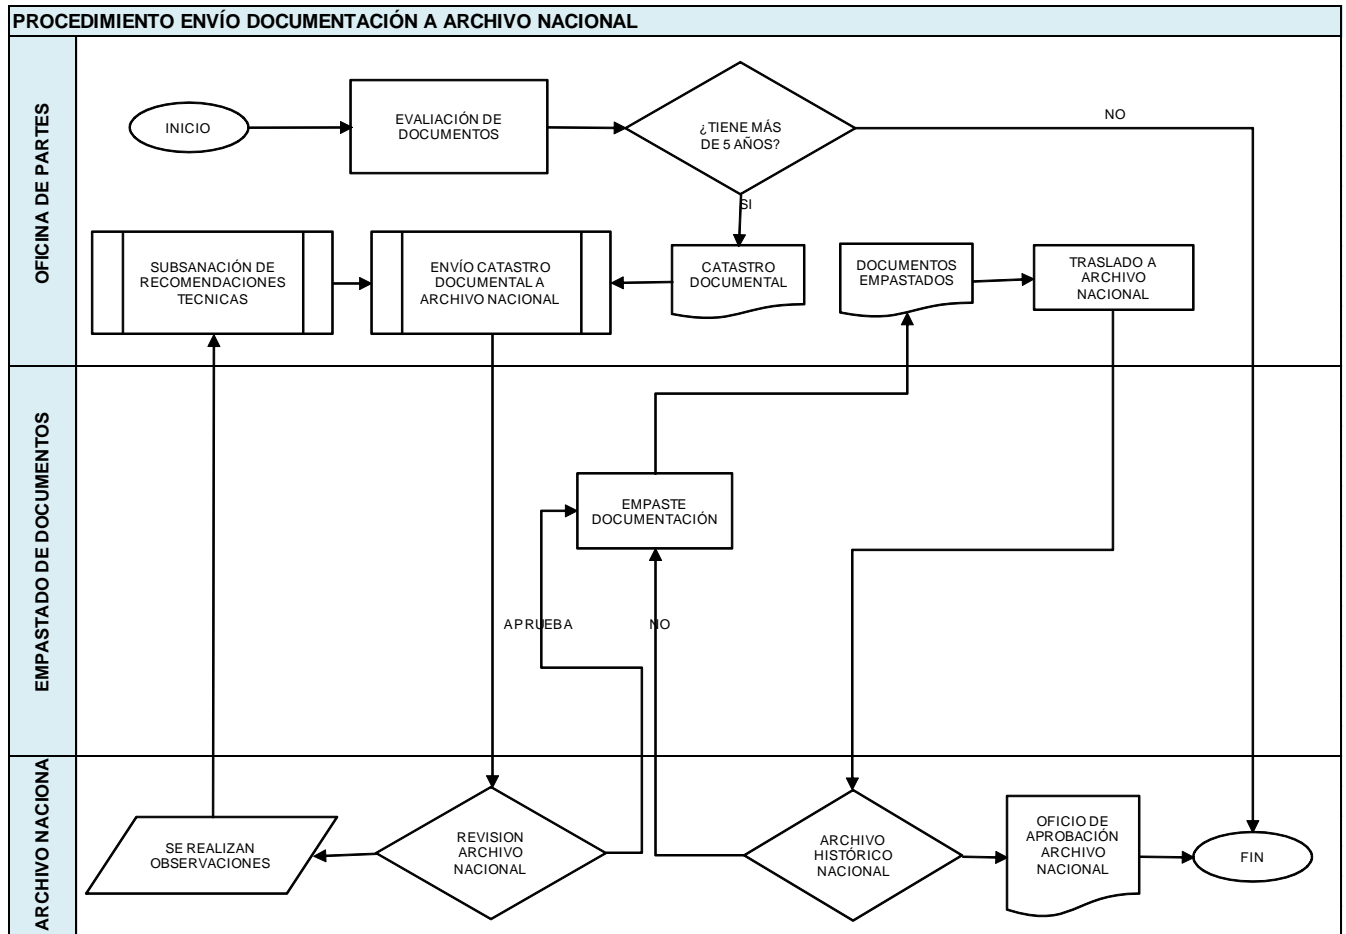 PROCEDIMIENTO ENVÍO DOCUMENTACIÓN A ARCHIVO NACIONAL
OFICINA DE PARTES
INICIO
EVALIACIÓN DE
DOCUMENTOS
¿TIENE MÁS
DE 5 AÑOS?
NO
SI
SUBSANACIÓN DE
RECOMENDACIONES
TECNICAS
ENVÍO CATASTRO
DOCUMENTAL A
ARCHIVO NACIONAL
CATASTRO
DOCUMENTAL
DOCUMENTOS
EMPASTADOS
TRASLADO A
ARCHIVO
NACIONAL
EMPASTADO DE DOCUMENTOS
EMPASTE
DOCUMENTACIÓN
APRUEBA
NO
ARCHIVO NACIONA
SE REALIZAN
OBSERVACIONES
REVISION
ARCHIVO
NACIONAL
ARCHIVO
HISTÓRICO
NACIONAL
OFICIO DE
APROBACIÓN
ARCHIVO
NACIONAL
FIN